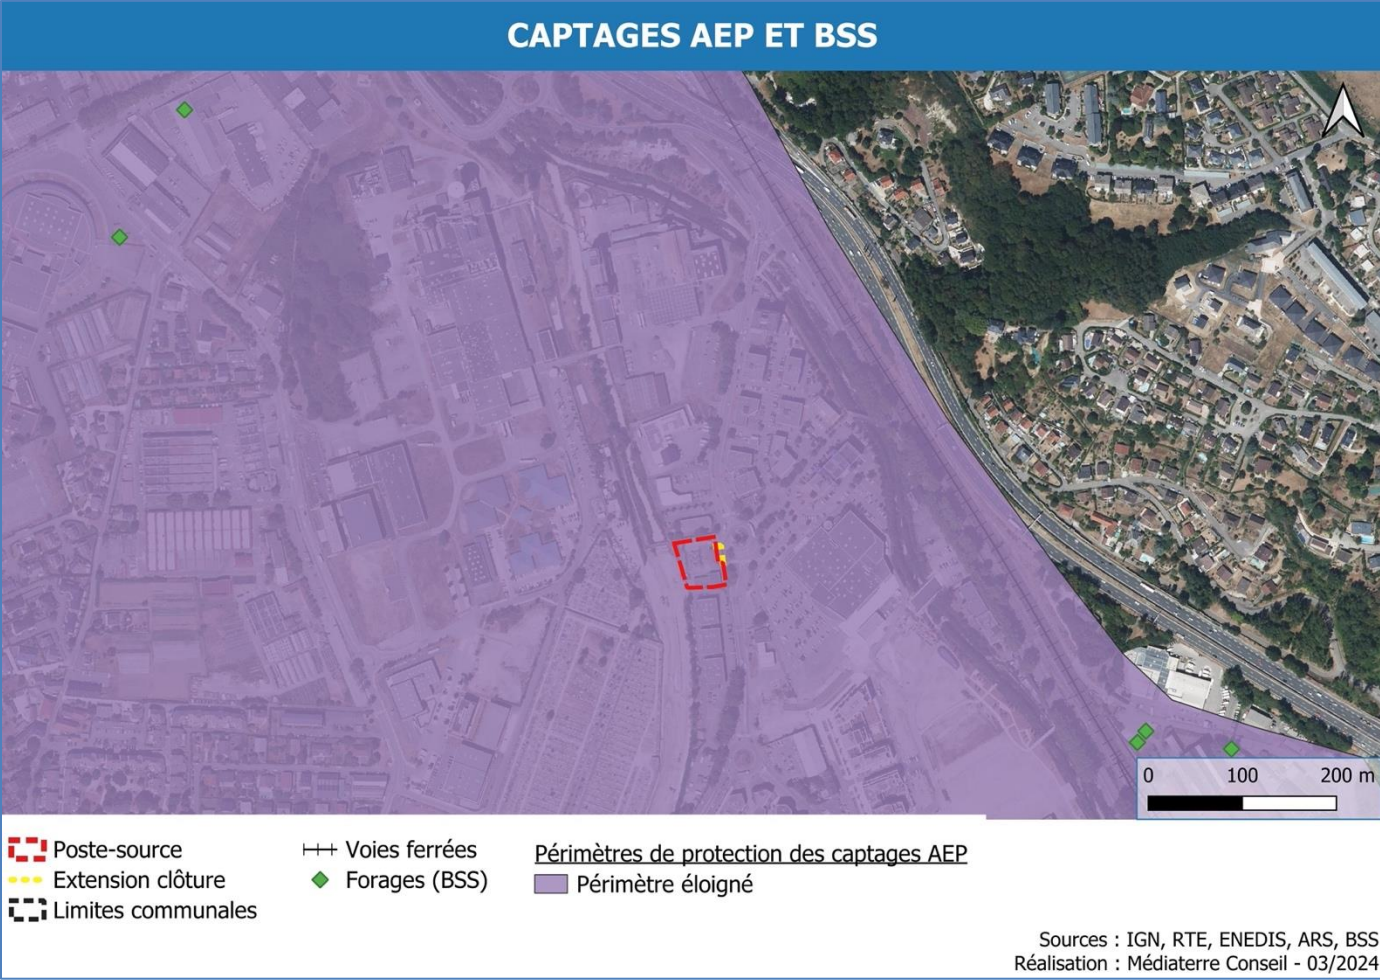 CAPTAGES AEP ET BSS
0 100 200 m
Poste-source
Extension clôture
Limites communales
Voies ferrées
Forages (BSS)
Périmètres de protection des captages AEP
Périmètre éloigné
Sources : IGN, RTE, ENEDIS, ARS, BSS
Réalisation : Médiaterre Conseil - 03/2024